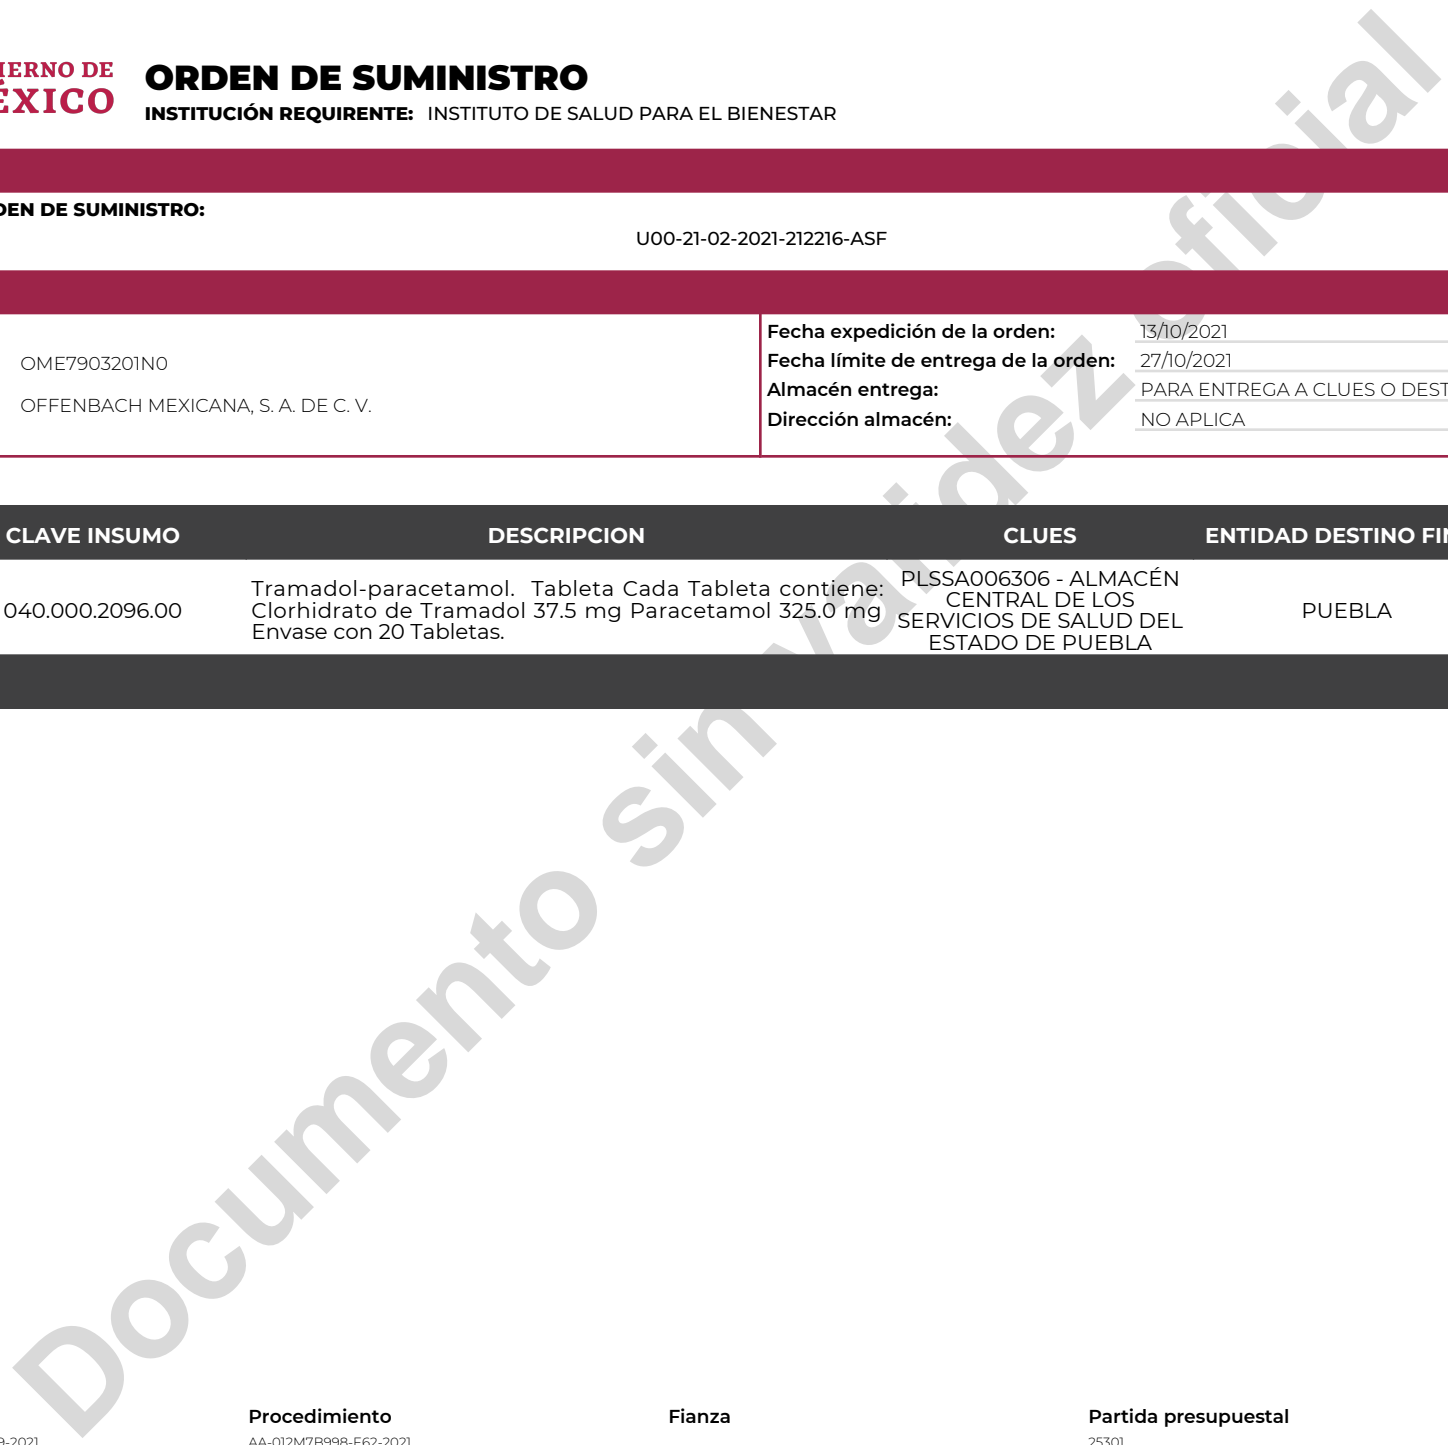 IERNO DE
ÉXICO
ORDEN DE SUMINISTRO
INSTITUCIÓN REQUIRENTE: INSTITUTO DE SALUD PARA EL BIENESTAR
DEN DE SUMINISTRO:
U00-21-02-2021-212216-ASF
OME7903201N0
OFFENBACH MEXICANA, S. A. DE C. V.
Fecha expedición de la orden: 13/10/2021
Fecha límite de entrega de la orden: 27/10/2021
Almacén entrega: PARA ENTREGA A CLUES O DEST
Dirección almacén: NO APLICA
CLAVE INSUMO DESCRIPCION CLUES ENTIDAD DESTINO FIN
040.000.2096.00
Tramadol-paracetamol. Tableta Cada Tableta contiene:
Clorhidrato de Tramadol 37.5 mg Paracetamol 325.0 mg
Envase con 20 Tabletas.
PLSSA006306 - ALMACÉN
CENTRAL DE LOS
SERVICIOS DE SALUD DEL
ESTADO DE PUEBLA
PUEBLA
Documento sin validez oficial
Procedimiento Fianza Partida presupuestal
9-2021 AA-012M7B998-E62-2021 25301